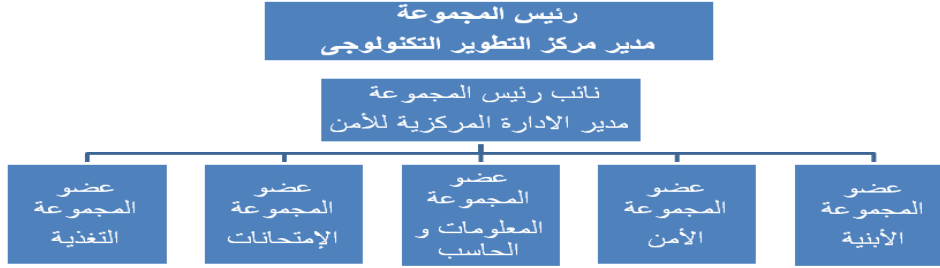 رئيس المجموعة
مدير مركز التطوير التكنولوجى
نائب رئيس المجموعة
مدير الادارة المركزية للأمن
عضو
المجموعة
الأبنية
عضو
المجموعة
الأمن
عضو
المجموعة
المعلومات و
الحاسب
عضو
المجموعة
الإمتحانات
عضو
المجموعة
التغذية